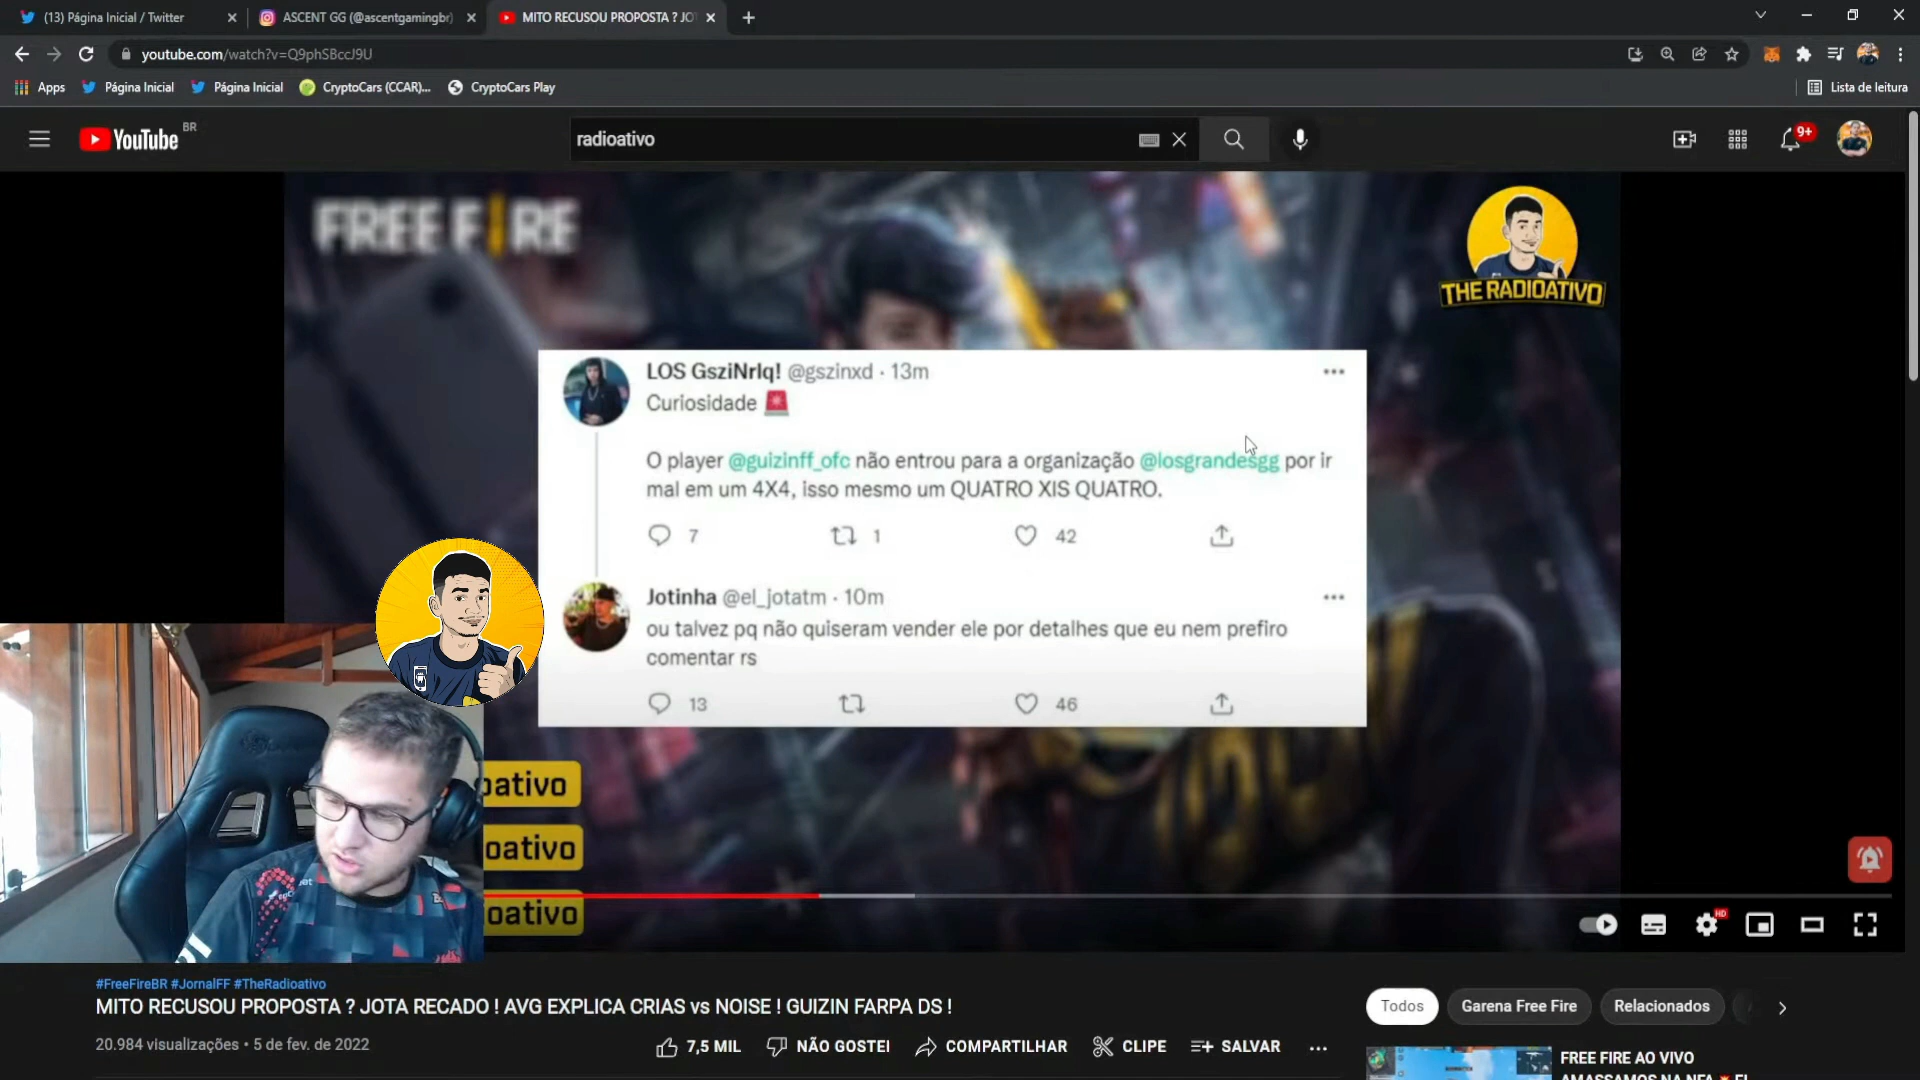 (13) Página Inicial / Twitter
ASCENT GG (@ascentgamingbr)
MITO RECUSOU PROPOSTA ? JO
youtube.com/watch?v=Q9phSBccJ9U
Apps
Página Inicial
Página Inicial
CryptoCars (CCAR)...
CryptoCars Play
Lista de leitura
YouTube BR
radioativo
9+
FREE FIRE
THE RADIOATIVO
LOS GsziNrlq! @gszinxd · 13m
Curiosidade
O player @guizinff_ofc não entrou para a organização @losgrandesgg por ir
mal em um 4X4, isso mesmo um QUATRO XIS QUATRO.
7 1 42
Jotinha @el_jotatm · 10m
ou talvez pq não quiseram vender ele por detalhes que eu nem prefiro
comentar rs
13 46
oativo
oativo
oativo
HD
#FreeFireBR #JornalFF #TheRadioativo
MITO RECUSOU PROPOSTA ? JOTA RECADO ! AVG EXPLICA CRIAS vs NOISE ! GUIZIN FARPA DS !
20.984 visualizações • 5 de fev. de 2022
7,5 MIL
NÃO GOSTEI
COMPARTILHAR
CLIPE
SALVAR
Todos
Garena Free Fire
Relacionados
FREE FIRE AO VIVO
AMASSAMOS NA NFA